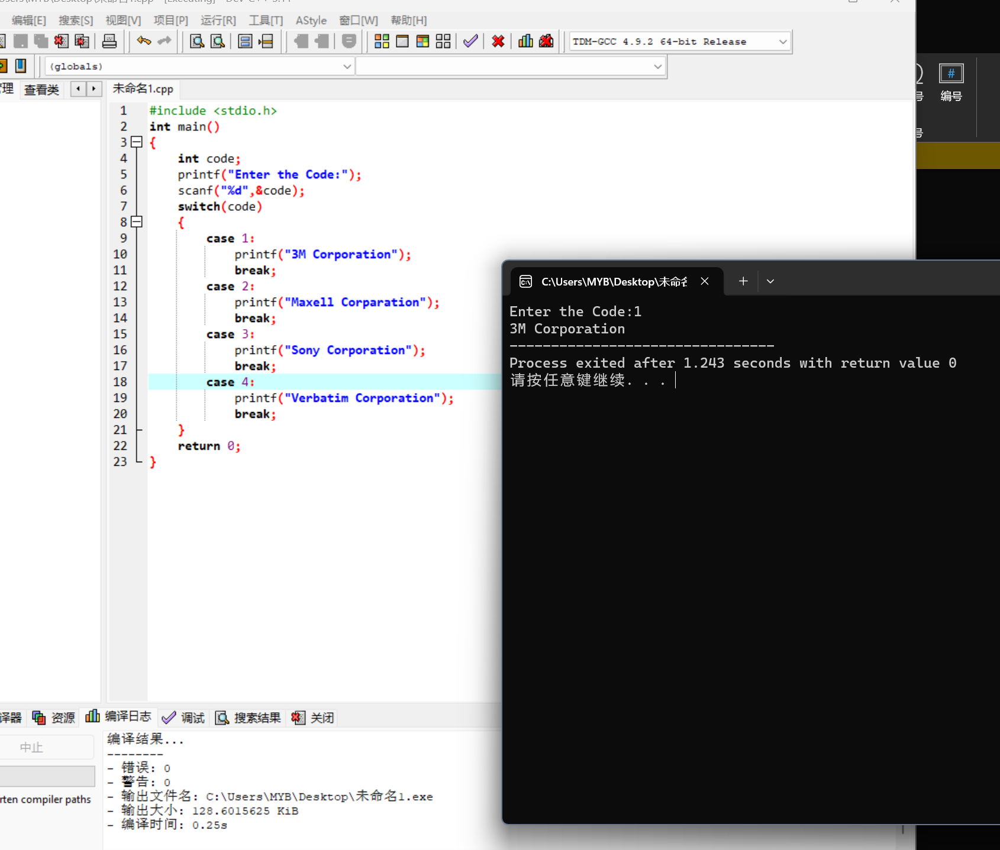 编辑[E] 搜索[S] 视图[V] 项目[P] 运行[R] 工具[T] AStyle 窗口[W] 帮助[H]
TDM-GCC 4.9.2 64-bit Release
(globals)
查看类 未命名1.cpp
# 编号
1 #include <stdio.h>
2 int main()
3 {
4 int code;
5 printf("Enter the Code:");
6 scanf("%d",&code);
7 switch(code)
8 {
9 case 1:
10 printf("3M Corporation");
11 break;
12 case 2:
13 printf("Maxell Corparation");
14 break;
15 case 3:
16 printf("Sony Corporation");
17 break;
18 case 4:
19 printf("Verbatim Corporation");
20 break;
21 }
22 return 0;
23 }
C:\Users\MYB\Desktop\未命名
Enter the Code:1
3M Corporation
--------------------------------
Process exited after 1.243 seconds with return value 0
请按任意键继续. . .
译器 资源 编译日志 调试 搜索结果 关闭
中止
rten compiler paths
编译结果...
--------
- 错误: 0
- 警告: 0
- 输出文件名: C:\Users\MYB\Desktop\未命名1.exe
- 输出大小: 128.6015625 KiB
- 编译时间: 0.25s